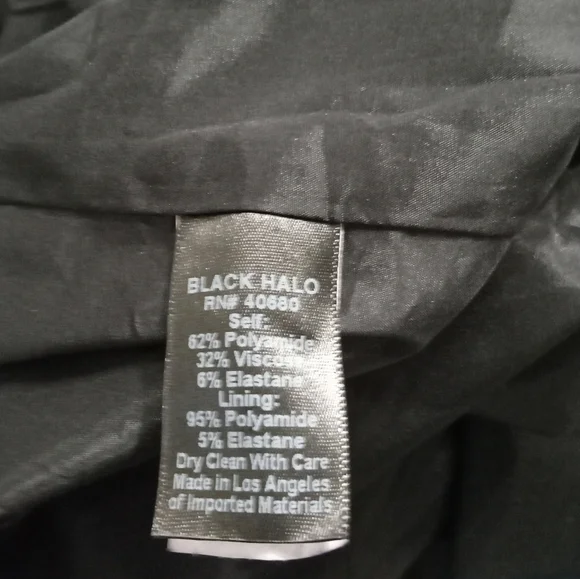 BLACK HALO
RN# 40680
Self:
62% Polyamide
32% Viscose
6% Elastane
Lining:
95% Polyamide
5% Elastane
Dry Clean With Care
Made in Los Angeles
of Imported Materials